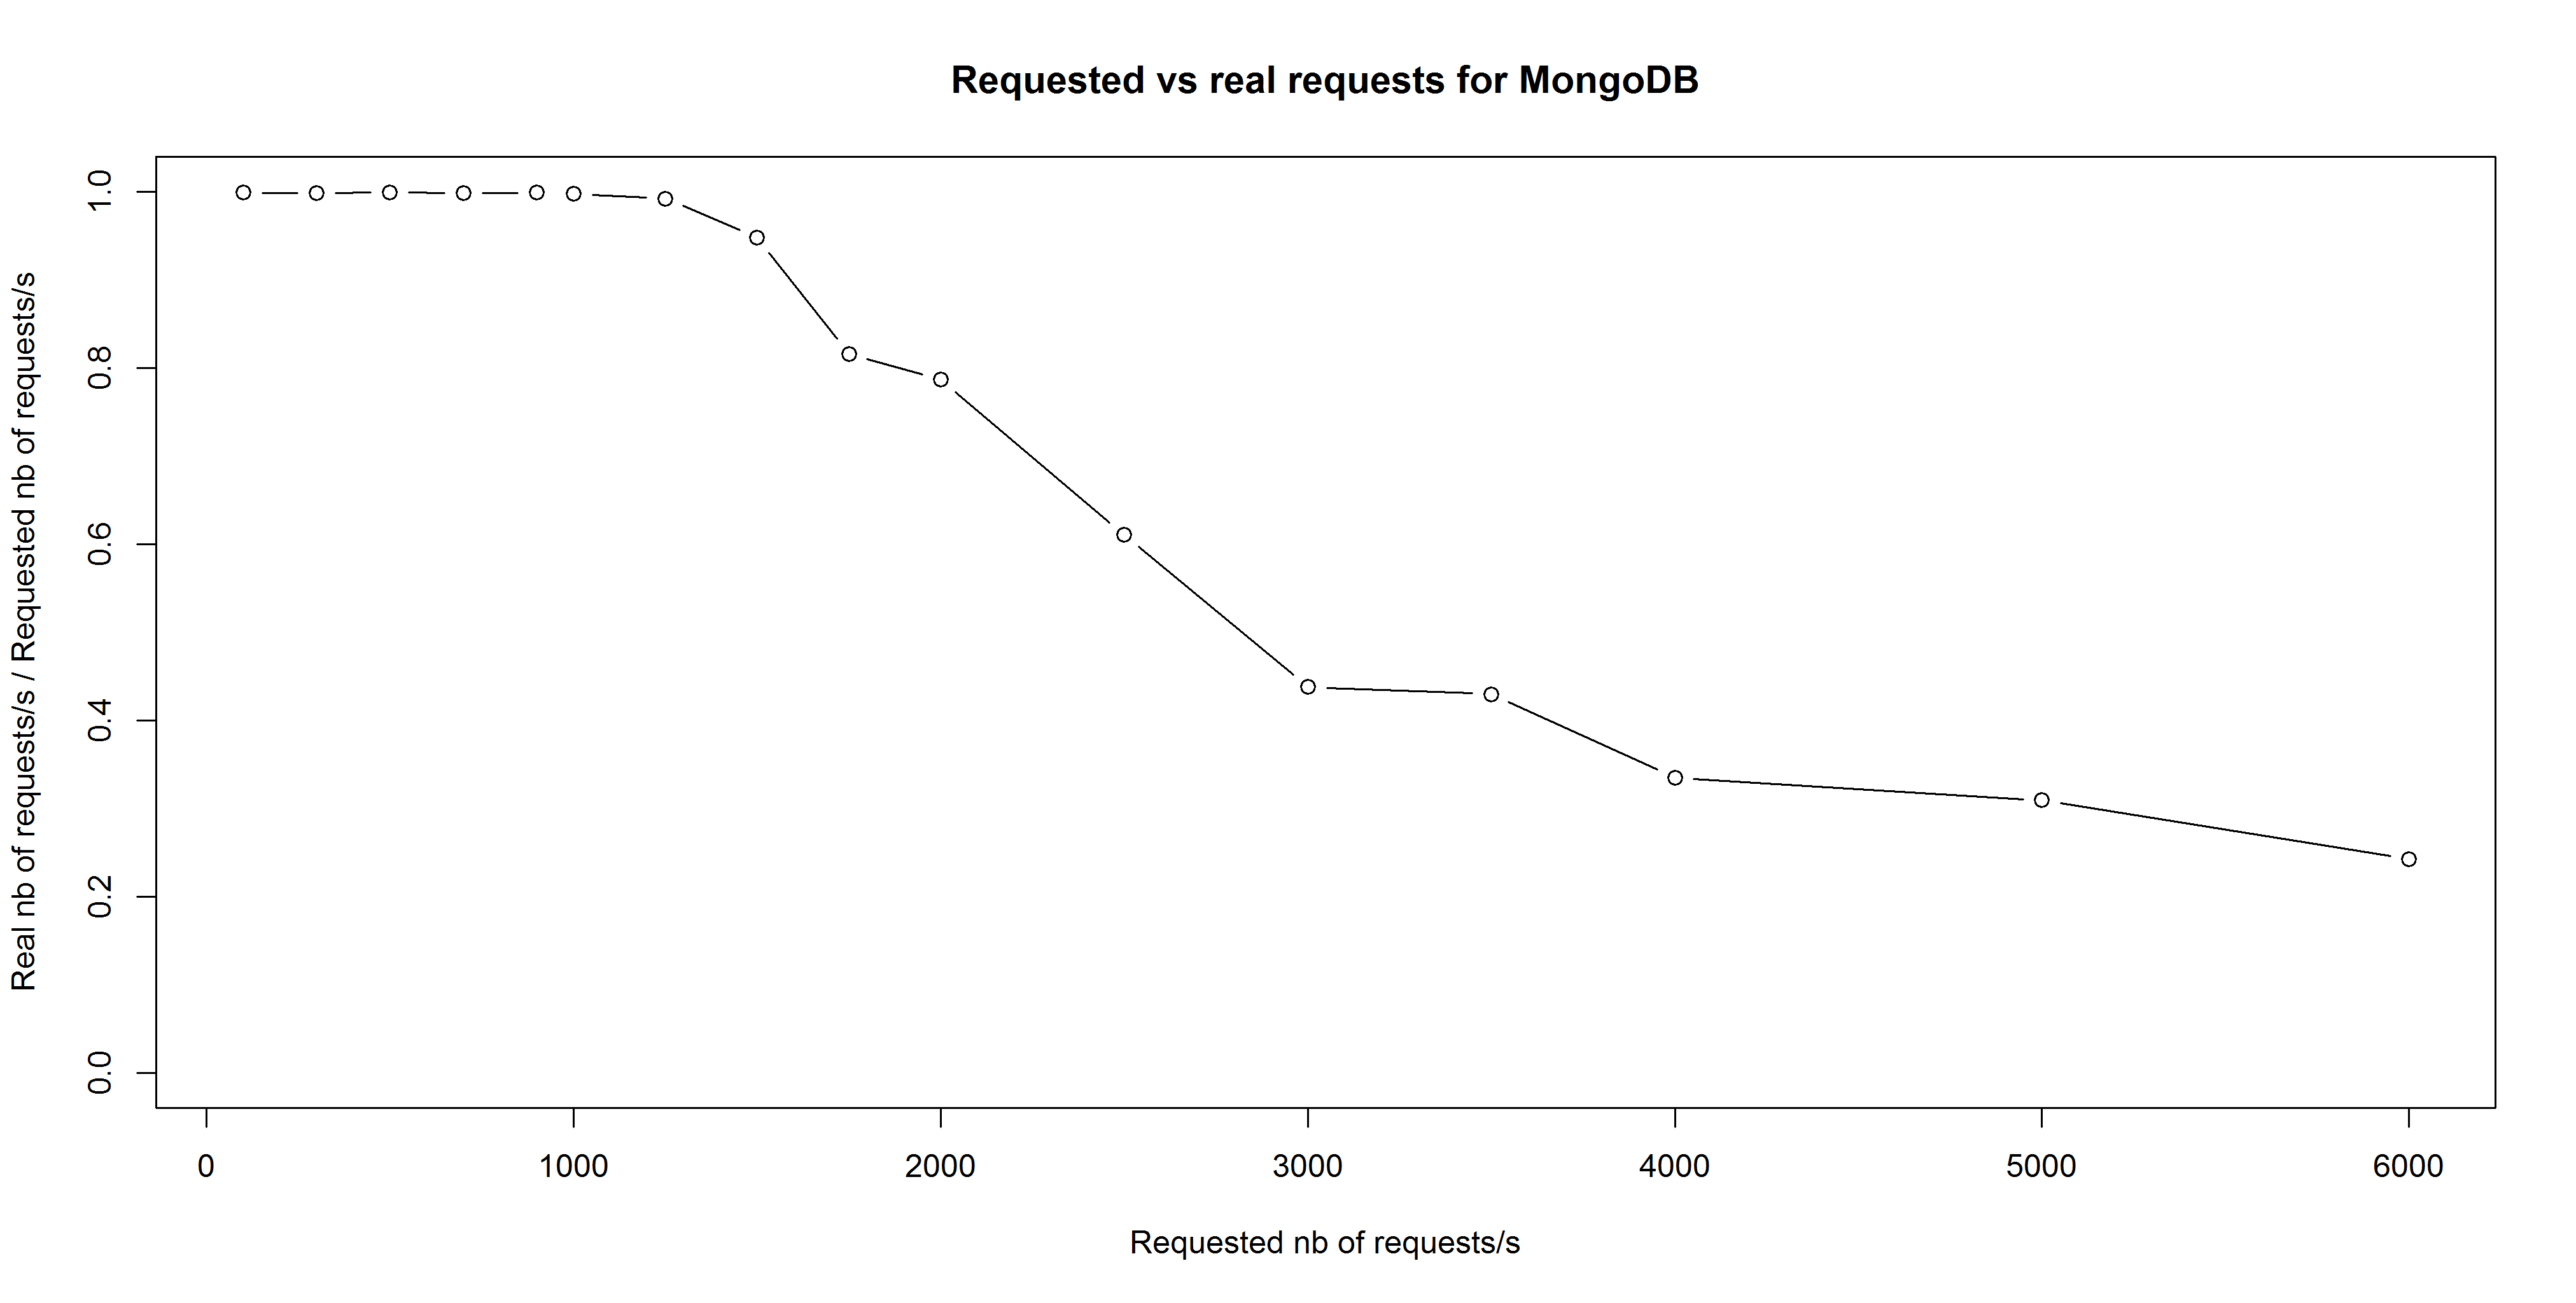 Requested vs real requests for MongoDB
Real nb of requests/s / Requested nb of requests/s
1.0
0.8
0.6
0.4
0.2
0.0
0 1000 2000 3000 4000 5000 6000
Requested nb of requests/s